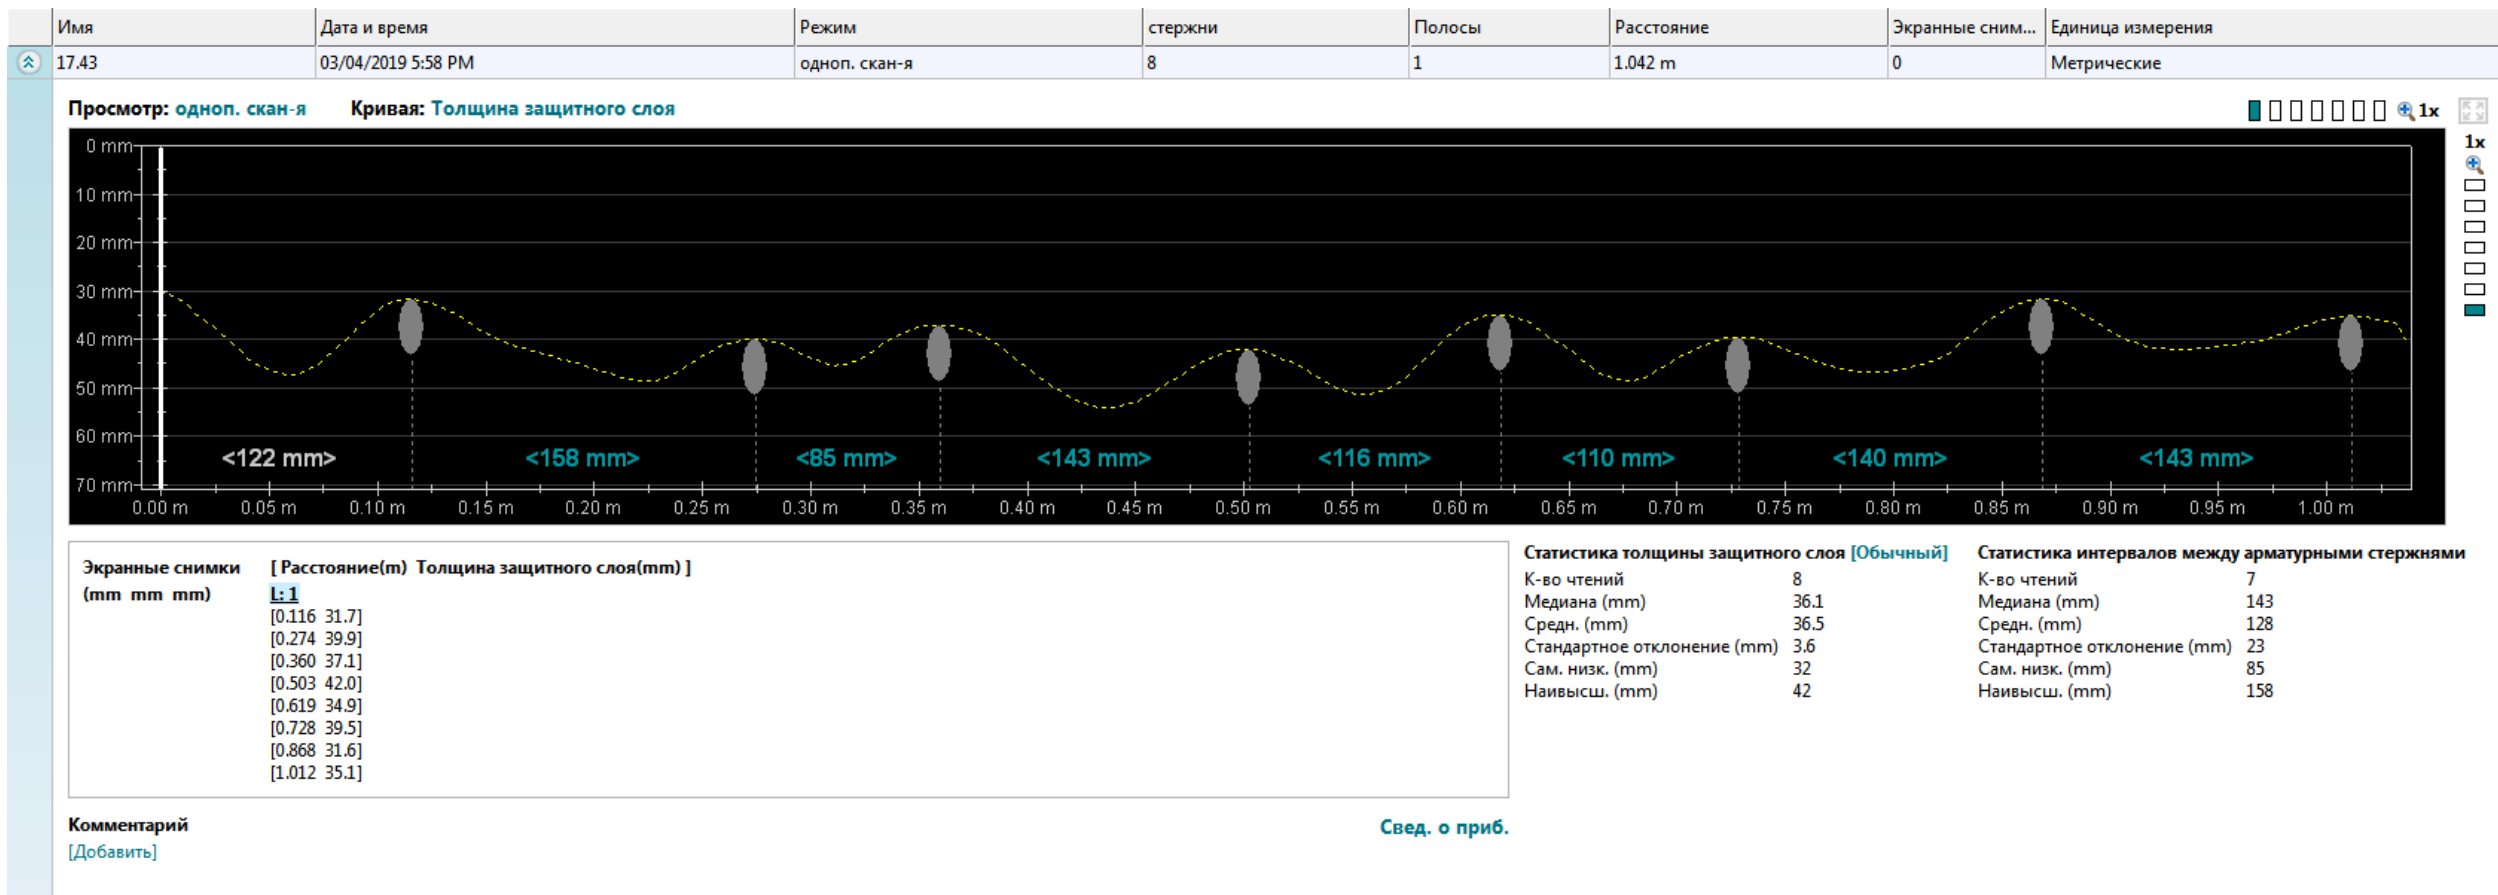 Имя Дата и время Режим стержни Полосы Расстояние Экранные сним... Единица измерения
17.43 03/04/2019 5:58 PM одноп. скан-я 8 1 1.042 m 0 Метрические
Просмотр: одноп. скан-я Кривая: Толщина защитного слоя 1x
1x
0 mm
10 mm
20 mm
30 mm
40 mm
50 mm
60 mm
<122 mm> <158 mm> <85 mm> <143 mm> <116 mm> <110 mm> <140 mm> <143 mm>
70 mm
0.00 m 0.05 m 0.10 m 0.15 m 0.20 m 0.25 m 0.30 m 0.35 m 0.40 m 0.45 m 0.50 m 0.55 m 0.60 m 0.65 m 0.70 m 0.75 m 0.80 m 0.85 m 0.90 m 0.95 m 1.00 m
Экранные снимки [ Расстояние(m) Толщина защитного слоя(mm) ]
(mm mm mm) L: 1
[0.116 31.7]
[0.274 39.9]
[0.360 37.1]
[0.503 42.0]
[0.619 34.9]
[0.728 39.5]
[0.868 31.6]
[1.012 35.1]
Статистика толщины защитного слоя [Обычный]
К-во чтений 8
Медиана (mm) 36.1
Средн. (mm) 36.5
Стандартное отклонение (mm) 3.6
Сам. низк. (mm) 32
Наивысш. (mm) 42
Статистика интервалов между арматурными стержнями
К-во чтений 7
Медиана (mm) 143
Средн. (mm) 128
Стандартное отклонение (mm) 23
Сам. низк. (mm) 85
Наивысш. (mm) 158
Комментарий Свед. о приб.
[Добавить]